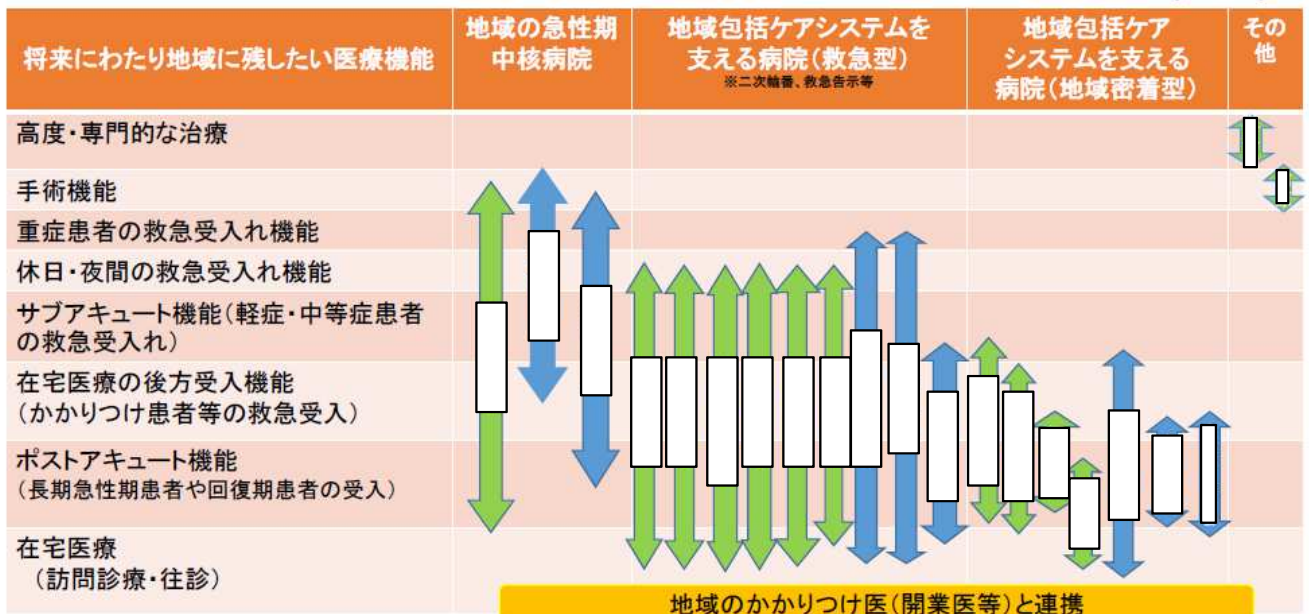 将来にわたり地域に残したい医療機能
地域の急性期
中核病院
地域包括ケアシステムを
支える病院(救急型)
※二次輪番、救急告示等
地域包括ケア
システムを支える
病院(地域密着型)
その
他
高度・専門的な治療
手術機能
重症患者の救急受入れ機能
休日・夜間の救急受入れ機能
サブアキュート機能(軽症・中等症患者
の救急受入れ)
在宅医療の後方受入機能
(かかりつけ患者等の救急受入)
ポストアキュート機能
(長期急性期患者や回復期患者の受入)
在宅医療
(訪問診療・往診)
地域のかかりつけ医(開業医等)と連携